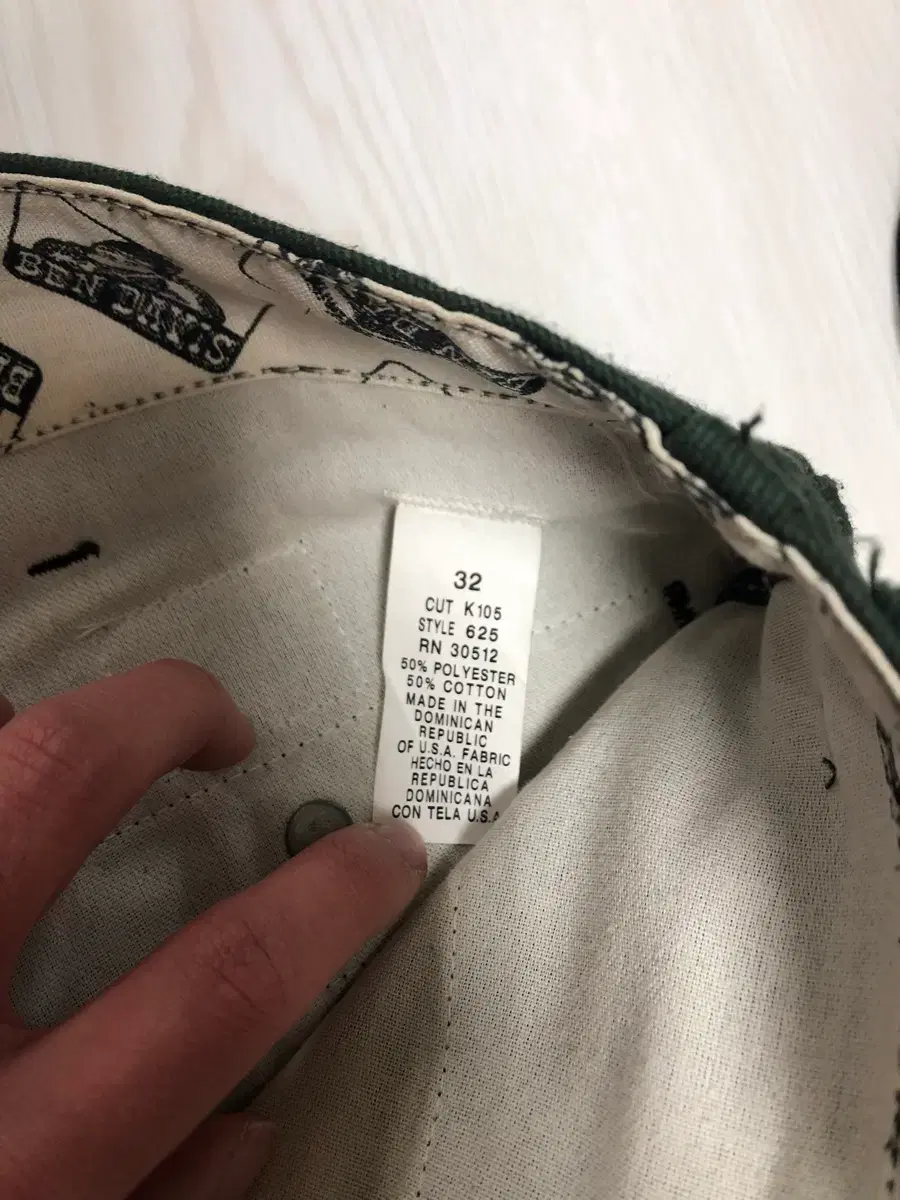 BEN DAVIS
32
CUT K105
STYLE 625
RN 30512
50% POLYESTER
50% COTTON
MADE IN THE
DOMINICAN
REPUBLIC
OF U.S.A. FABRIC
HECHO EN LA
REPUBLICA
DOMINICANA
CON TELA U.S.A